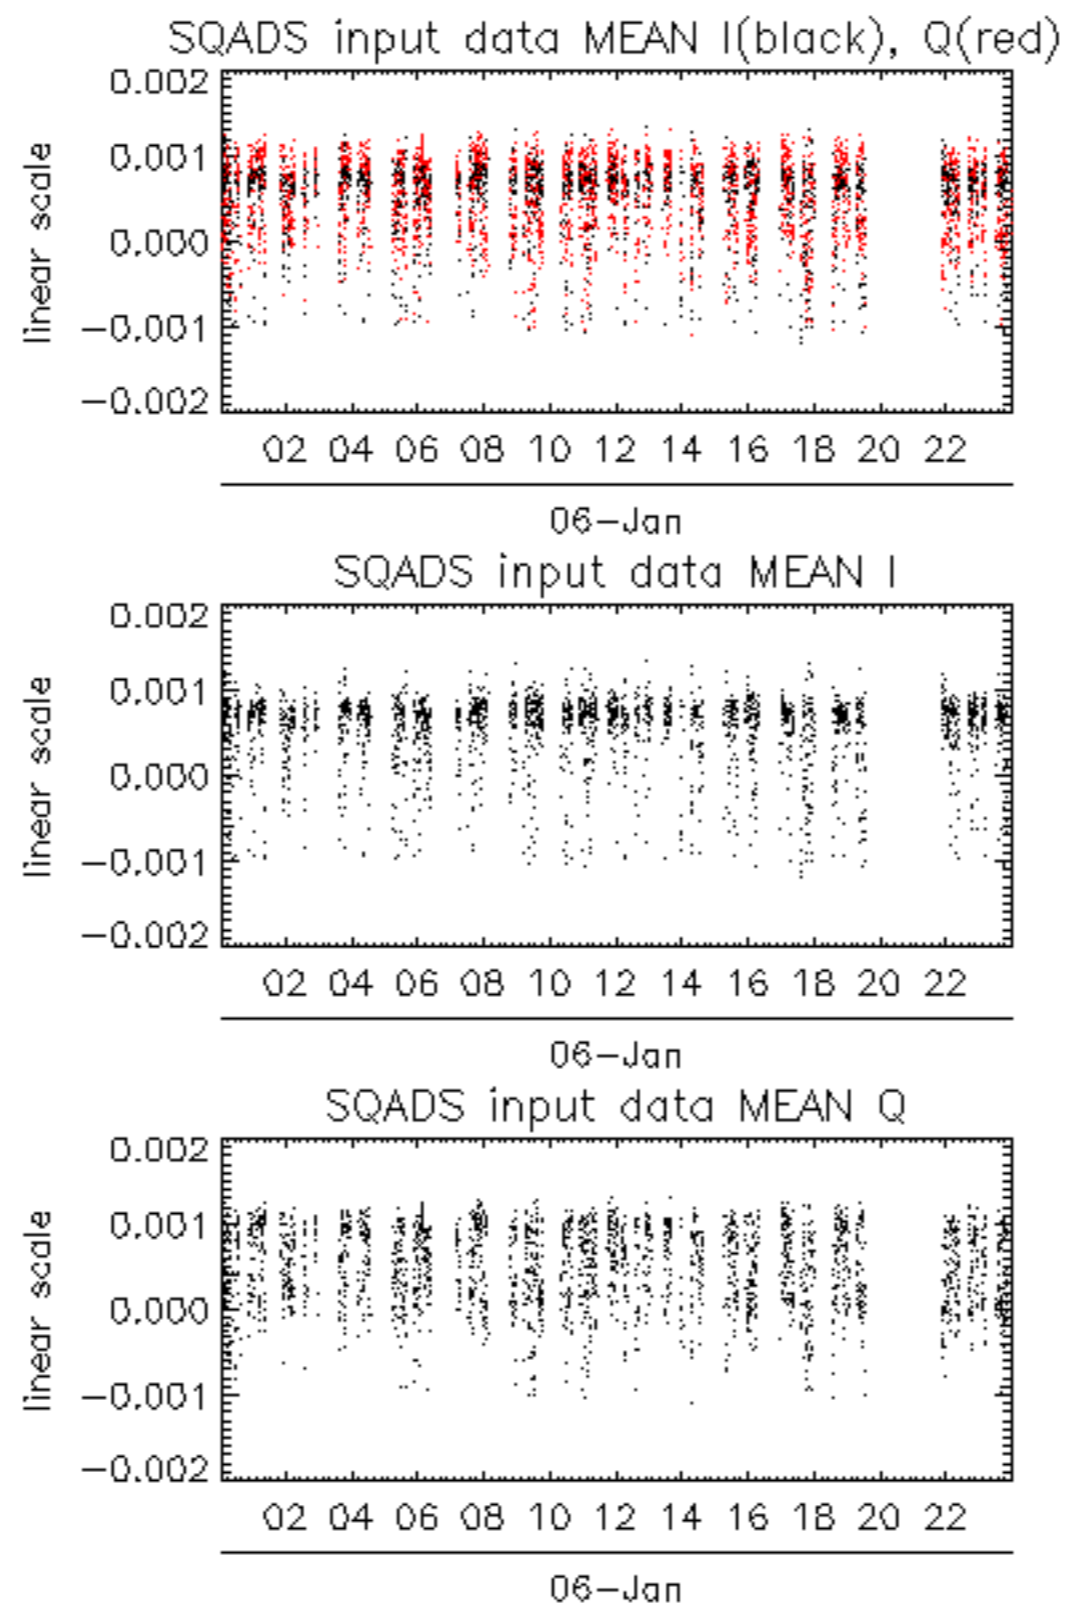 SQADS input data MEAN I(black), Q(red)
0.002
0.001
0.000
−0.001
−0.002
linear scale
02 04 06 08 10 12 14 16 18 20 22
06−Jan
SQADS input data MEAN I
0.002
0.001
0.000
−0.001
−0.002
linear scale
02 04 06 08 10 12 14 16 18 20 22
06−Jan
SQADS input data MEAN Q
0.002
0.001
0.000
−0.001
−0.002
linear scale
02 04 06 08 10 12 14 16 18 20 22
06−Jan